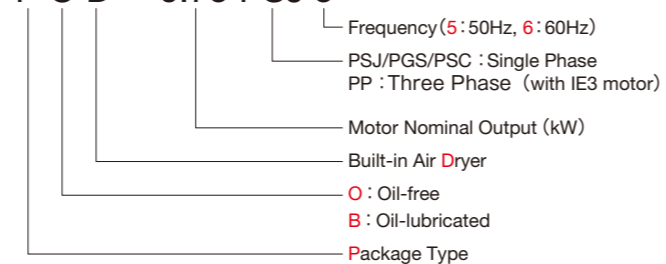 Frequency(5:50Hz, 6:60Hz)
PSJ/PGS/PSC:Single Phase
PP:Three Phase (with IE3 motor)
Motor Nominal Output (kW)
Built-in Air Dryer
O:Oil-free
B:Oil-lubricated
Package Type